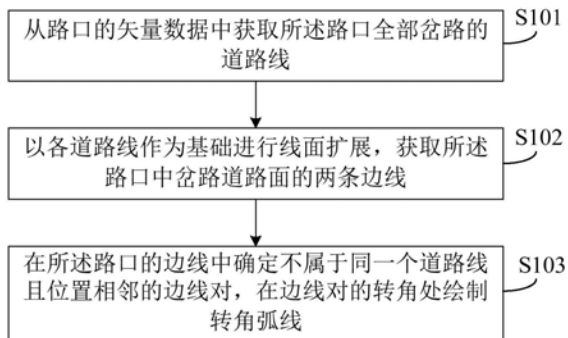 S101
从路口的矢量数据中获取所述路口全部岔路的
道路线
S102
以各道路线作为基础进行线面扩展，获取所述
路口中岔路道路面的两条边线
S103
在所述路口的边线中确定不属于同一个道路线
且位置相邻的边线对，在边线对的转角处绘制
转角弧线